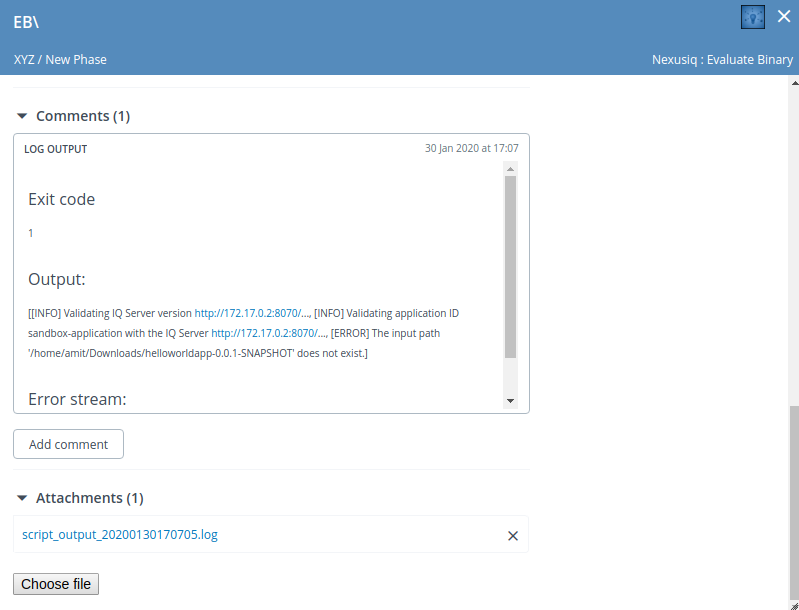 EB\
XYZ / New Phase
Nexusiq : Evaluate Binary
Comments (1)
LOG OUTPUT
30 Jan 2020 at 17:07
Exit code
1
Output:
[[INFO] Validating IQ Server version http://172.17.0.2:8070/..., [INFO] Validating application ID
sandbox-application with the IQ Server http://172.17.0.2:8070/..., [ERROR] The input path
'/home/amit/Downloads/helloworldapp-0.0.1-SNAPSHOT' does not exist.]
Error stream:
Add comment
Attachments (1)
script_output_20200130170705.log
Choose file